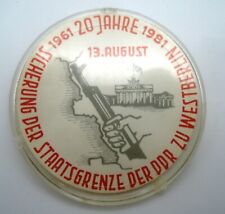 1961 20 JAHRE 1981
13. AUGUST
SICHERUNG DER STAATSGRENZE DER DDR ZU WESTBERLIN